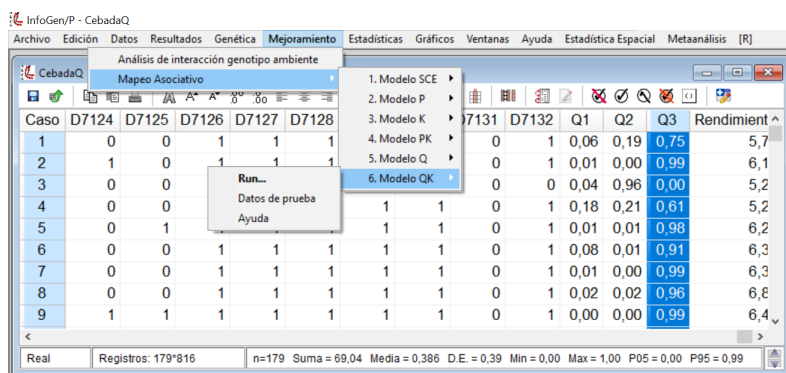 InfoGen/P - CebadaQ
Archivo Edición Datos Resultados Genética Mejoramiento Estadísticas Gráficos Ventanas Ayuda Estadística Espacial Metaanálisis [R]
Análisis de interacción genotipo ambiente
CebadaQ
Mapeo Asociativo
1. Modelo SCE
2. Modelo P
3. Modelo K
4. Modelo PK
5. Modelo Q
6. Modelo QK
Run...
Datos de prueba
Ayuda
Caso D7124 D7125 D7126 D7127 D7128 D7131 D7132 Q1 Q2 Q3 Rendimient
1 0 0 1 1 1 0 1 0,06 0,19 0,75 5,7
2 1 0 1 1 1 0 1 0,01 0,00 0,99 6,1
3 0 0 0 0 0,04 0,96 0,00 5,2
4 0 0 1 1 0 1 0,18 0,21 0,61 5,2
5 0 1 1 1 1 1 1 0 1 0,01 0,01 0,98 6,2
6 0 0 1 1 1 1 1 0 1 0,08 0,01 0,91 6,3
7 0 0 1 1 1 1 1 0 1 0,01 0,00 0,99 6,3
8 0 0 1 1 1 1 1 0 1 0,02 0,02 0,96 6,8
9 1 1 1 1 1 1 1 0 1 0,00 0,00 0,99 6,4
Real Registros: 179*816 n=179 Suma = 69,04 Media = 0,386 D.E. = 0,39 Min = 0,00 Max = 1,00 P05 = 0,00 P95 = 0,99